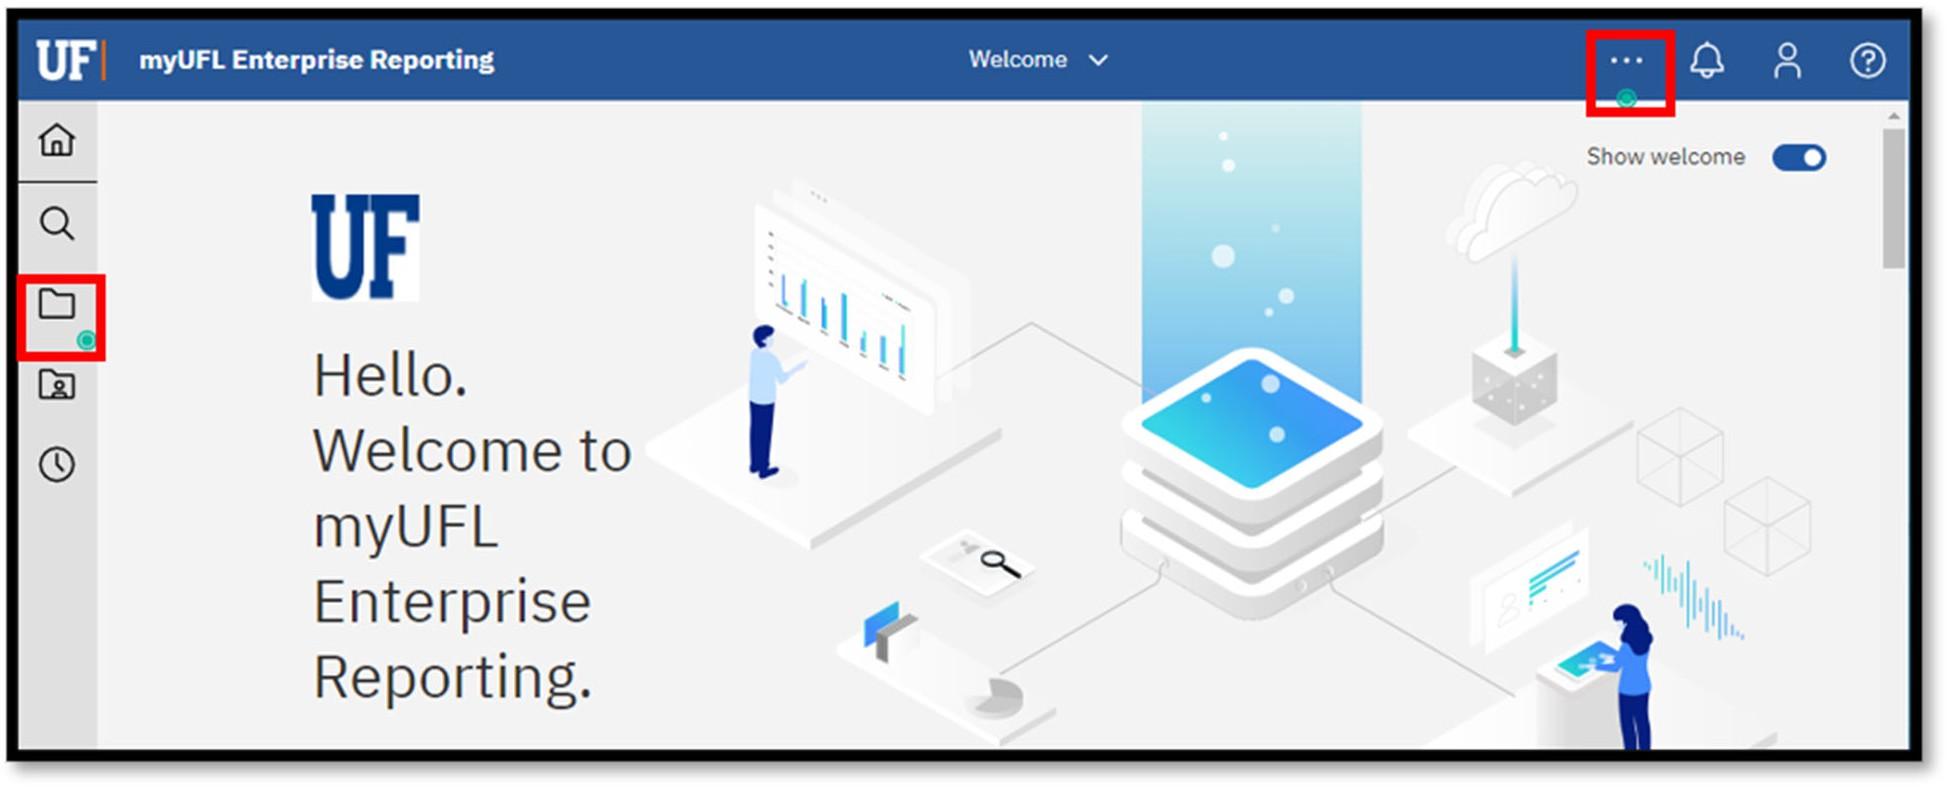 UF myUFL Enterprise Reporting Welcome
Show welcome
UF
Hello.
Welcome to
myUFL
Enterprise
Reporting.